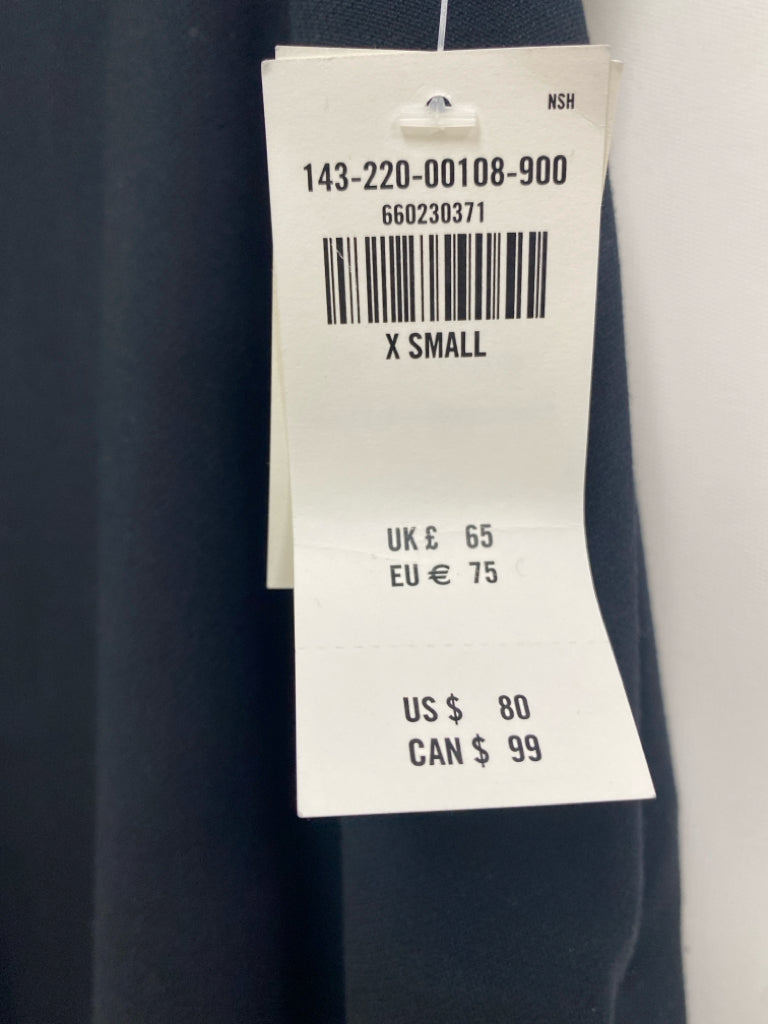 NSH
143-220-00108-900
660230371
X SMALL
UK £ 65
EU € 75
US $ 80
CAN $ 99